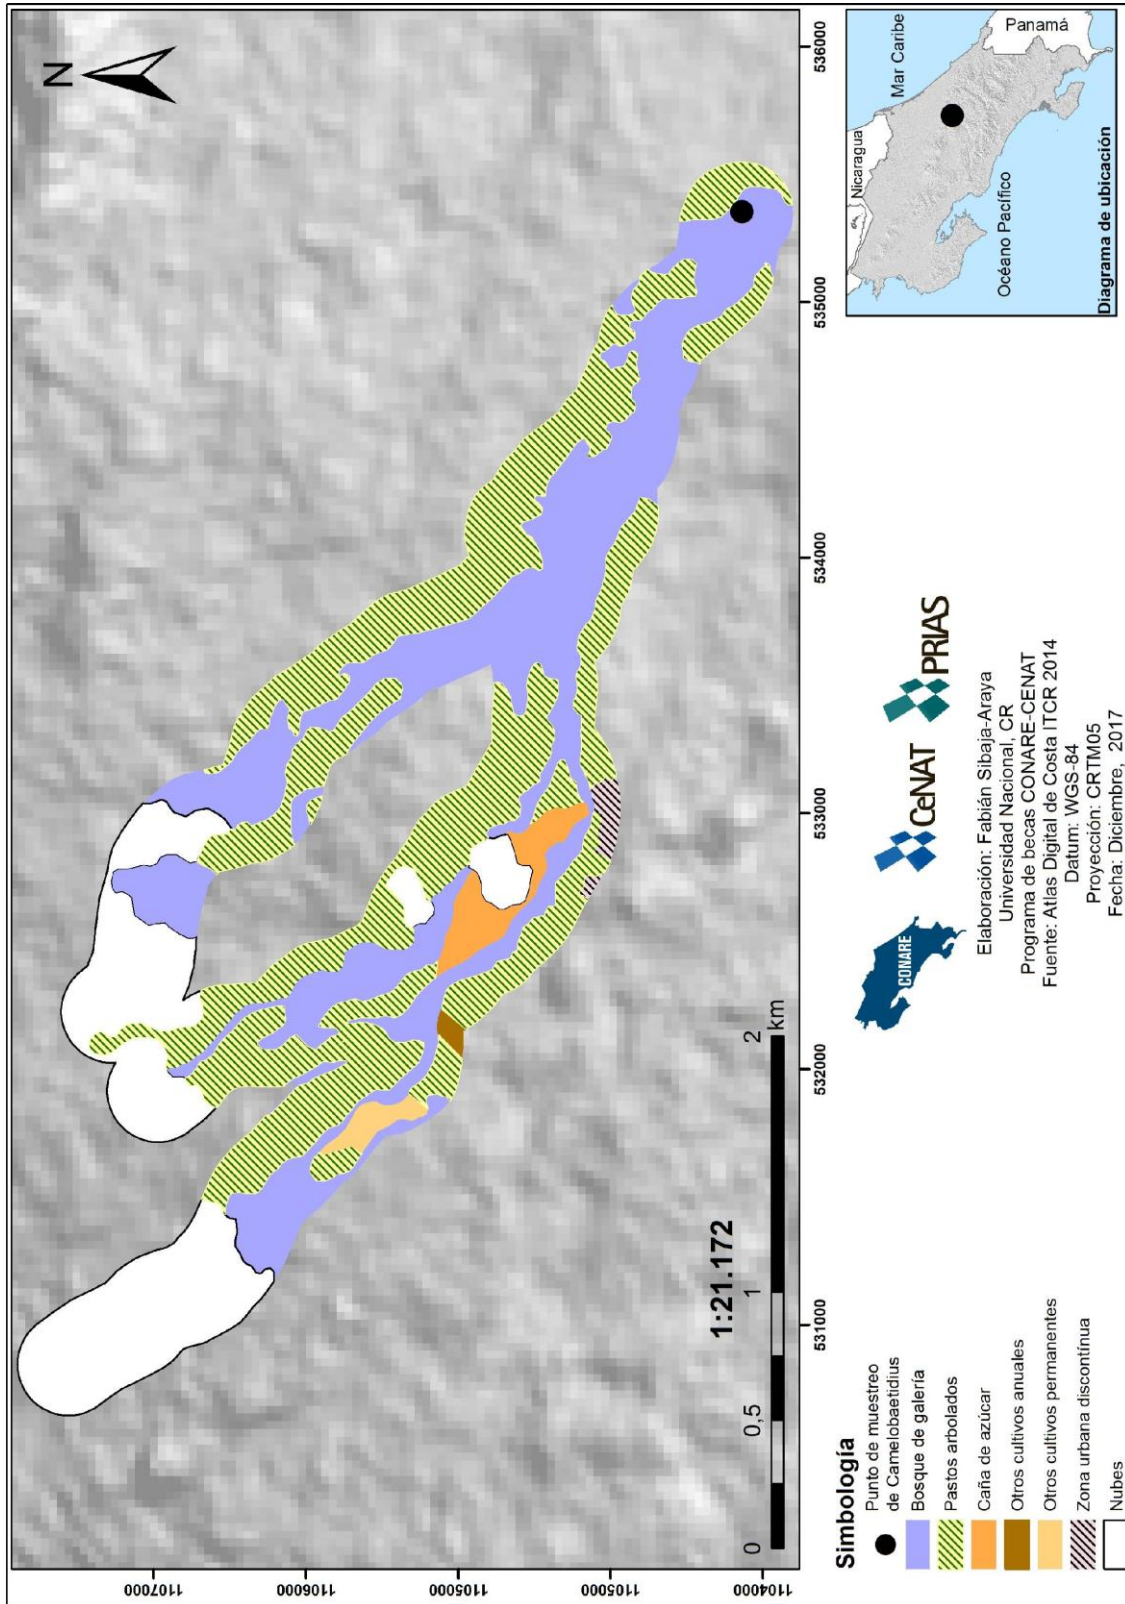 N
1107000
1106000
1105000
1105000
1104000
531000
532000
533000
534000
535000
536000
1:21.172
0
0,5
1
2
km
Simbología
Punto de muestreo
de Camelobaetidius
Bosque de galería
Pastos arbolados
Caña de azúcar
Otros cultivos anuales
Otros cultivos permanentes
Zona urbana discontínua
Nubes
CONARE
CeNAT
PRIAS
Elaboración: Fabián Sibaja-Araya
Universidad Nacional, CR
Programa de becas CONARE-CENAT
Fuente: Atlas Digital de Costa ITCR 2014
Datum: WGS-84
Proyección: CRTM05
Fecha: Diciembre, 2017
Nicaragua
Mar Caribe
Panamá
Océano Pacífico
Diagrama de ubicación